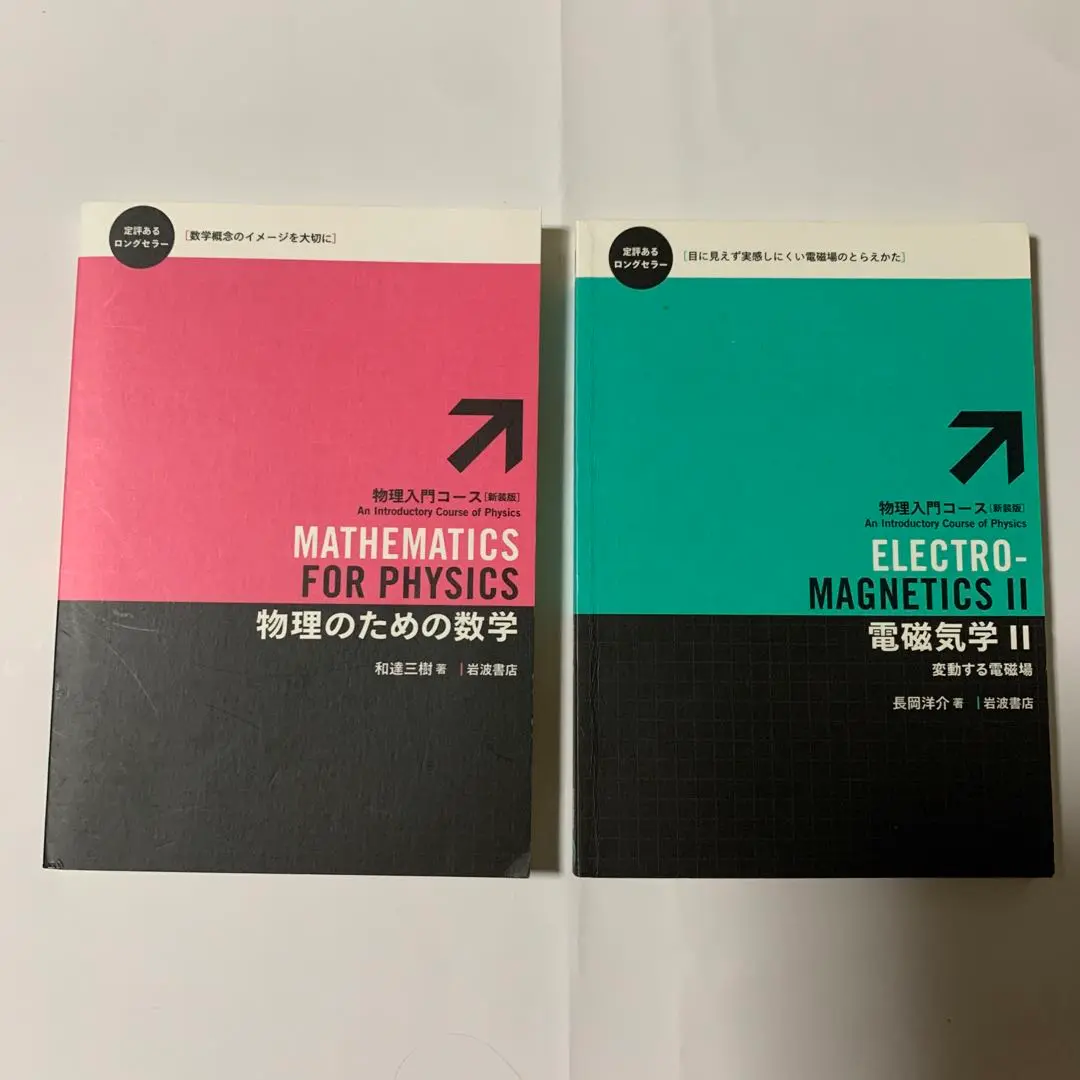 定評ある
ロングセラー
[数学概念のイメージを大切に]
物理入門コース[新装版]
An Introductory Course of Physics
MATHEMATICS
FOR PHYSICS
物理のための数学
和達三樹 著 | 岩波書店
定評ある
ロングセラー
[目に見えず実感しにくい電磁場のとらえかた]
物理入門コース[新装版]
An Introductory Course of Physics
ELECTRO-
MAGNETICS II
電磁気学 II
変動する電磁場
長岡洋介 著 | 岩波書店